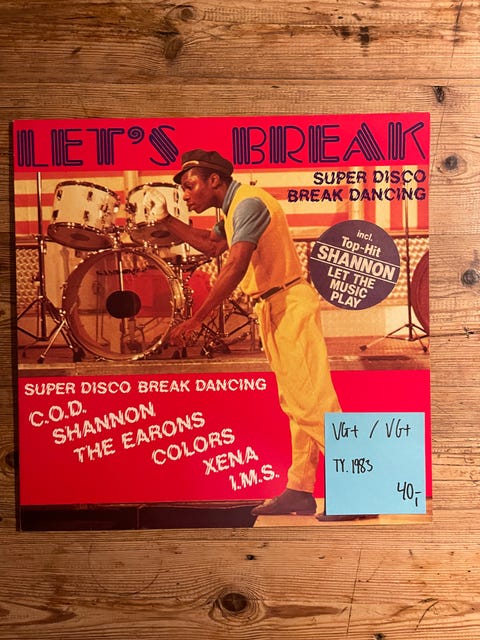 LET'S BREAK
SUPER DISCO
BREAK DANCING
incl.
Top-Hit
SHANNON
LET THE
MUSIC
PLAY
SUPER DISCO BREAK DANCING
C.O.D.
SHANNON
THE EARONS
COLORS
XENA
I.M.S.
VG+ / VG+
TY. 1983
40,-